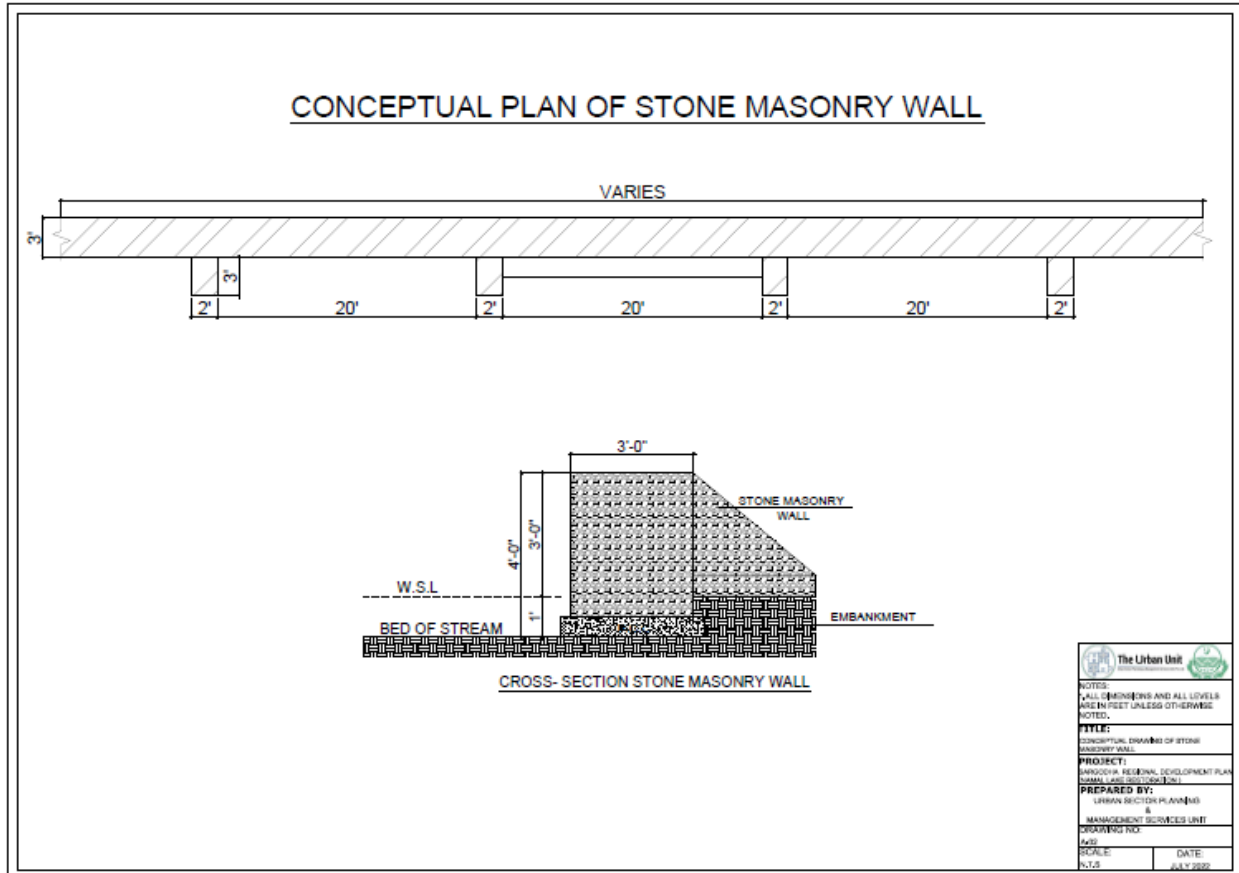 CONCEPTUAL PLAN OF STONE MASONRY WALL
VARIES
3'
3'
2'
20'
2'
20'
2'
20'
2'
3'-0"
4'-0"
3'-0"
1'
STONE MASONRY
WALL
W.S.L
BED OF STREAM
EMBANKMENT
CROSS- SECTION STONE MASONRY WALL
The Urban Unit
NOTES:
ALL DIMENSIONS AND ALL LEVELS
ARE IN FEET UNLESS OTHERWISE
NOTED.
TITLE:
CONCEPTUAL DRAWING OF STONE
MASONRY WALL
PROJECT:
SARGODHA REGIONAL DEVELOPMENT PLAN
NAMAL LAKE RESTORATION )
PREPARED BY:
URBAN SECTOR PLANNING
&
MANAGEMENT SERVICES UNIT
DRAWING NO:
SCALE:
N.T.S
DATE:
JULY 2022